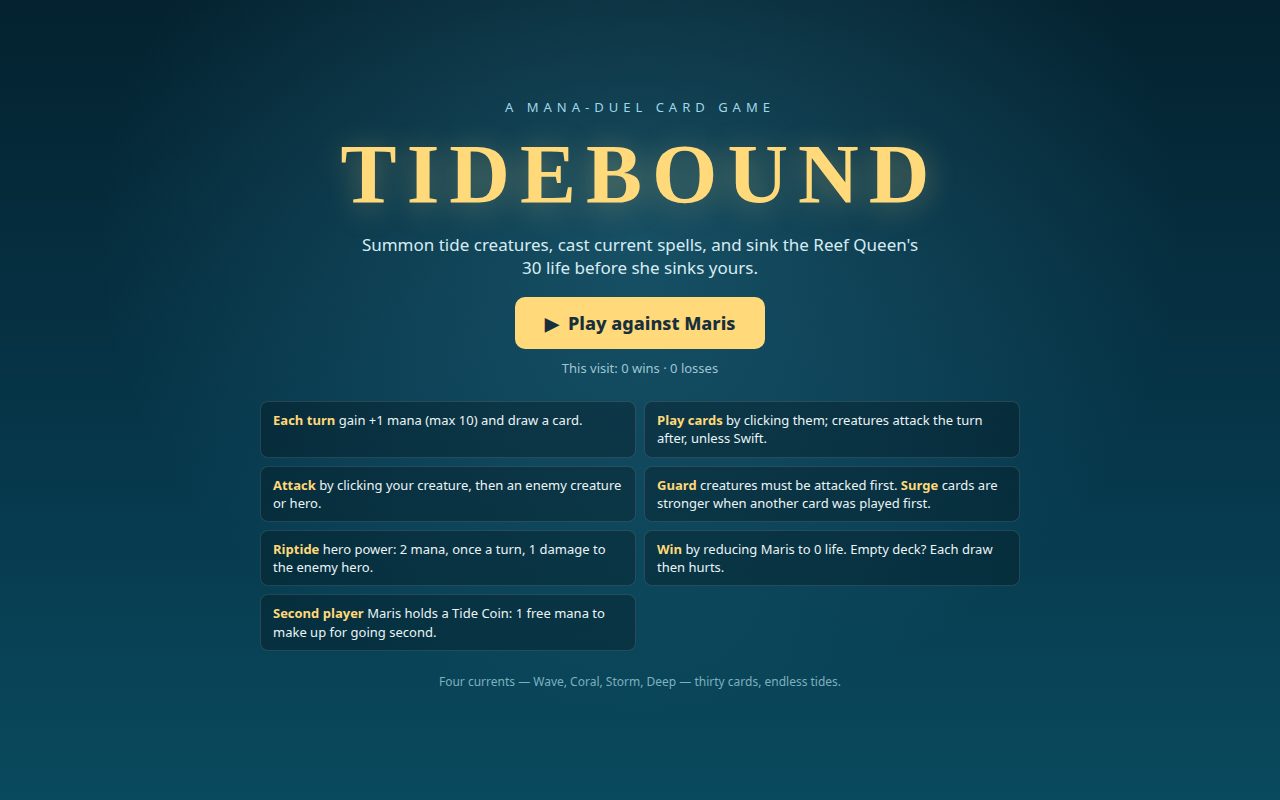 A MANA-DUEL CARD GAME
TIDEBOUND
Summon tide creatures, cast current spells, and sink the Reef Queen's
30 life before she sinks yours.
▶ Play against Maris
This visit: 0 wins · 0 losses
Each turn gain +1 mana (max 10) and draw a card.
Play cards by clicking them; creatures attack the turn
after, unless Swift.
Attack by clicking your creature, then an enemy creature
or hero.
Guard creatures must be attacked first. Surge cards are
stronger when another card was played first.
Riptide hero power: 2 mana, once a turn, 1 damage to
the enemy hero.
Win by reducing Maris to 0 life. Empty deck? Each draw
then hurts.
Second player Maris holds a Tide Coin: 1 free mana to
make up for going second.
Four currents — Wave, Coral, Storm, Deep — thirty cards, endless tides.